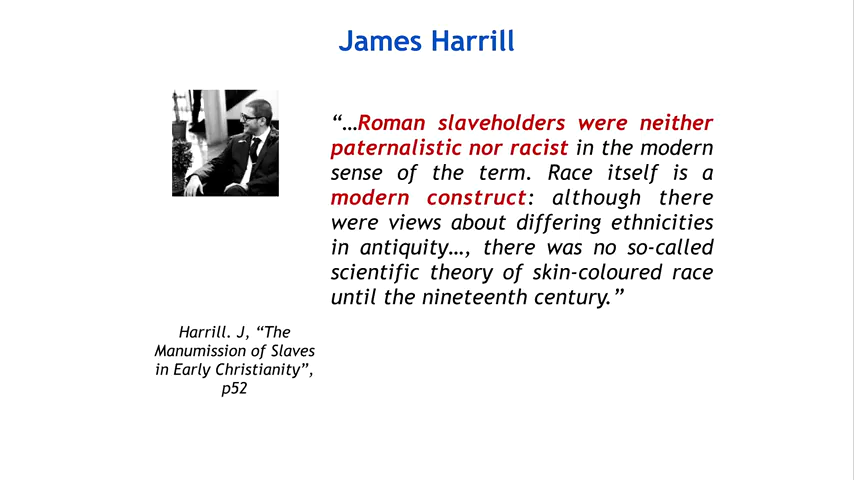 James Harrill
“…Roman slaveholders were neither
paternalistic nor racist in the modern
sense of the term. Race itself is a
modern construct: although there
were views about differing ethnicities
in antiquity…, there was no so-called
scientific theory of skin-coloured race
until the nineteenth century.”
Harrill. J, “The
Manumission of Slaves
in Early Christianity”,
p52